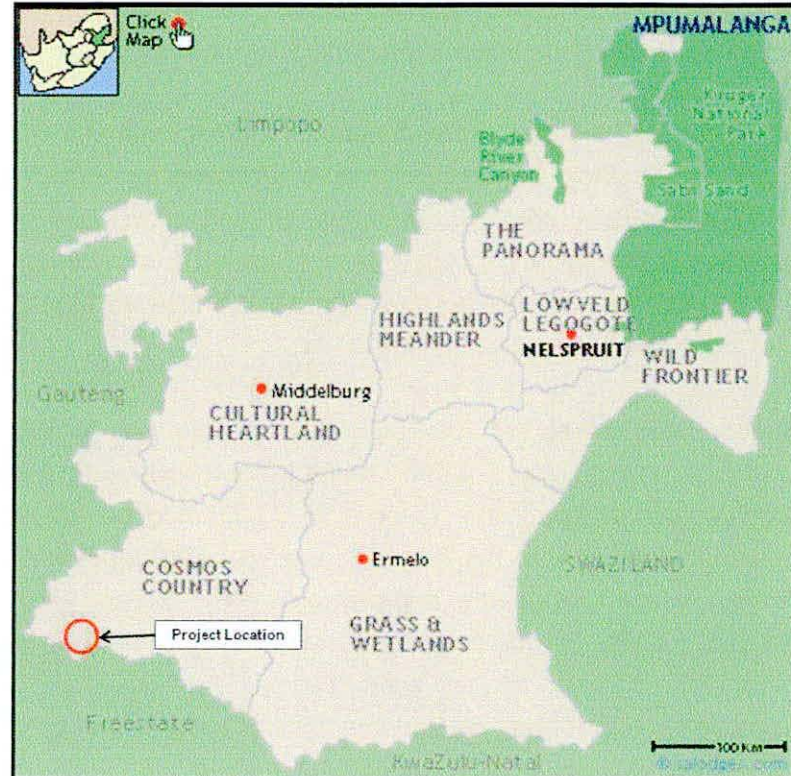 Click
Map
MPUMALANGA
Limpopo
Kruger
National
Park
Blyde
River
Canyon
Sabi Sand
THE
PANORAMA
HIGHLANDS
MEANDER
LOWVELD
LEGOGOTE
NELSPRUIT
WILD
FRONTIER
Gauteng
Middelburg
CULTURAL
HEARTLAND
COSMOS
COUNTRY
Ermelo
SWAZILAND
Project Location
GRASS &
WETLANDS
Freestate
KwaZulu-Natal
100 Km
© salodges.com